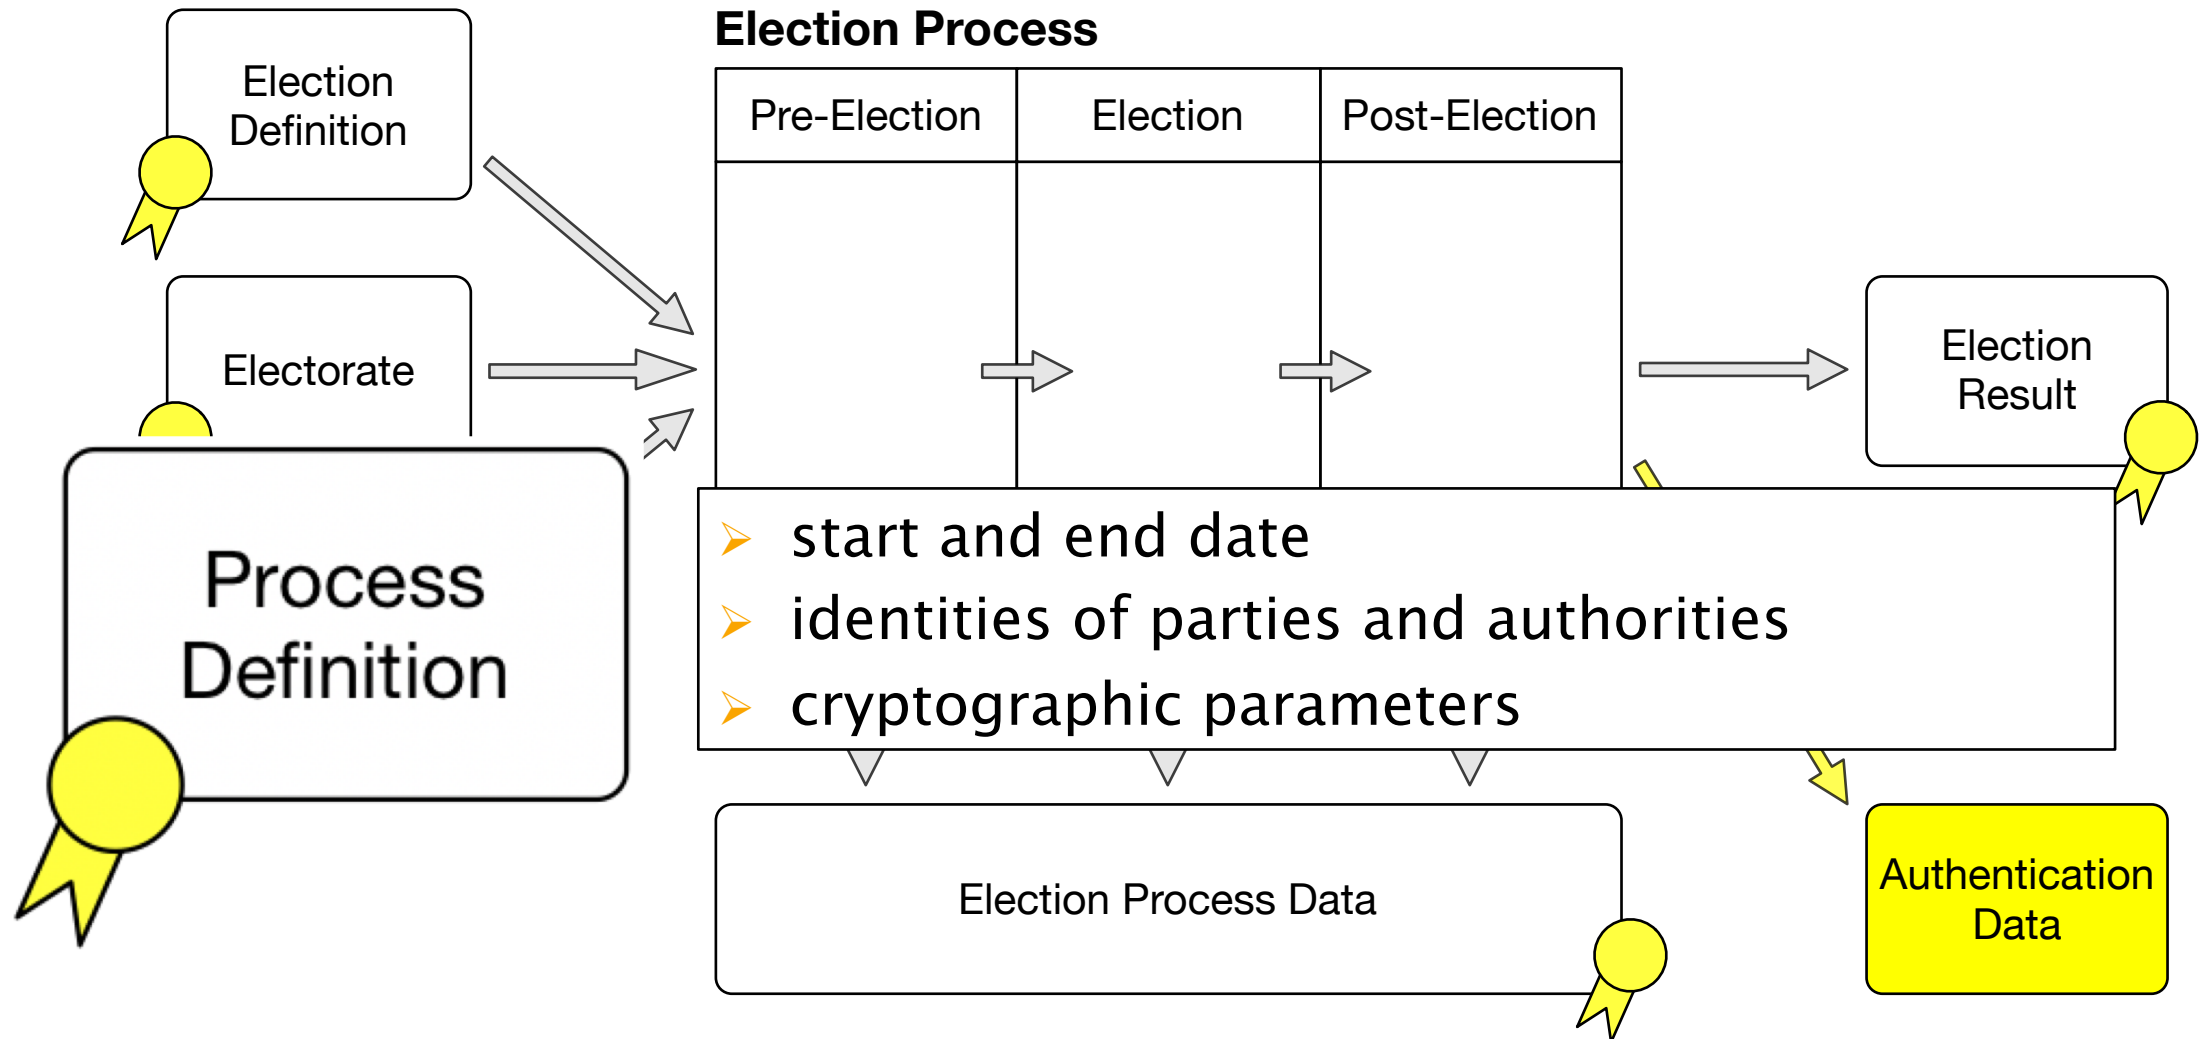 Election Process
Election
Definition
Pre-Election
Election
Post-Election
Electorate
Election
Result
Process
Definition
start and end date
identities of parties and authorities
cryptographic parameters
Election Process Data
Authentication
Data